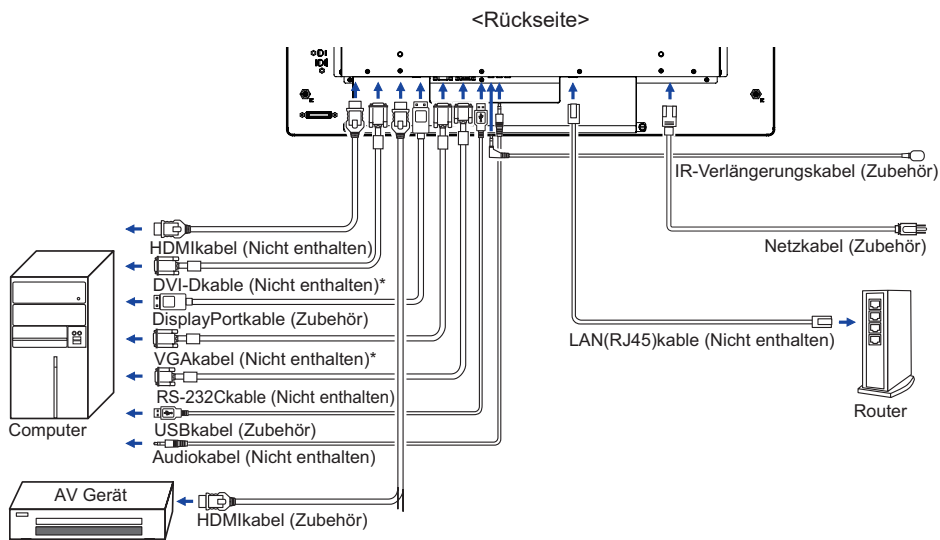 <Rückseite>
IR-Verlängerungskabel (Zubehör)
HDMIkabel (Nicht enthalten)
Netzkabel (Zubehör)
DVI-Dkable (Nicht enthalten)*
DisplayPortkable (Zubehör)
LAN(RJ45)kable (Nicht enthalten)
VGAkabel (Nicht enthalten)*
RS-232Ckable (Nicht enthalten)
Router
Computer
USBkabel (Zubehör)
Audiokabel (Nicht enthalten)
AV Gerät
HDMIkabel (Zubehör)